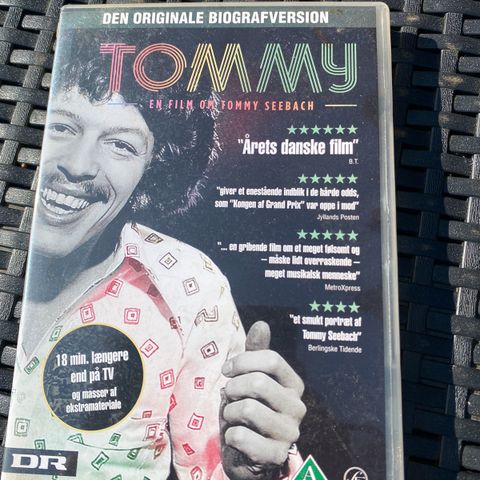 DEN ORIGINALE BIOGRAFVERSION
TOMMY
EN FILM OM TOMMY SEEBACH
"Årets danske film"
B.T.
"giver et enestående indblik i de hårde odds,
som "Kongen af Grand Prix" var oppe i mod"
Jyllands Posten
"... en gribende film om et meget følsomt og
– måske lidt overraskende –
meget musikalsk menneske"
MetroXpress
"et smukt portræt af
Tommy Seebach"
Berlingske Tidende
18 min. længere
end på TV
og masser af
ekstramateriale
DR
A